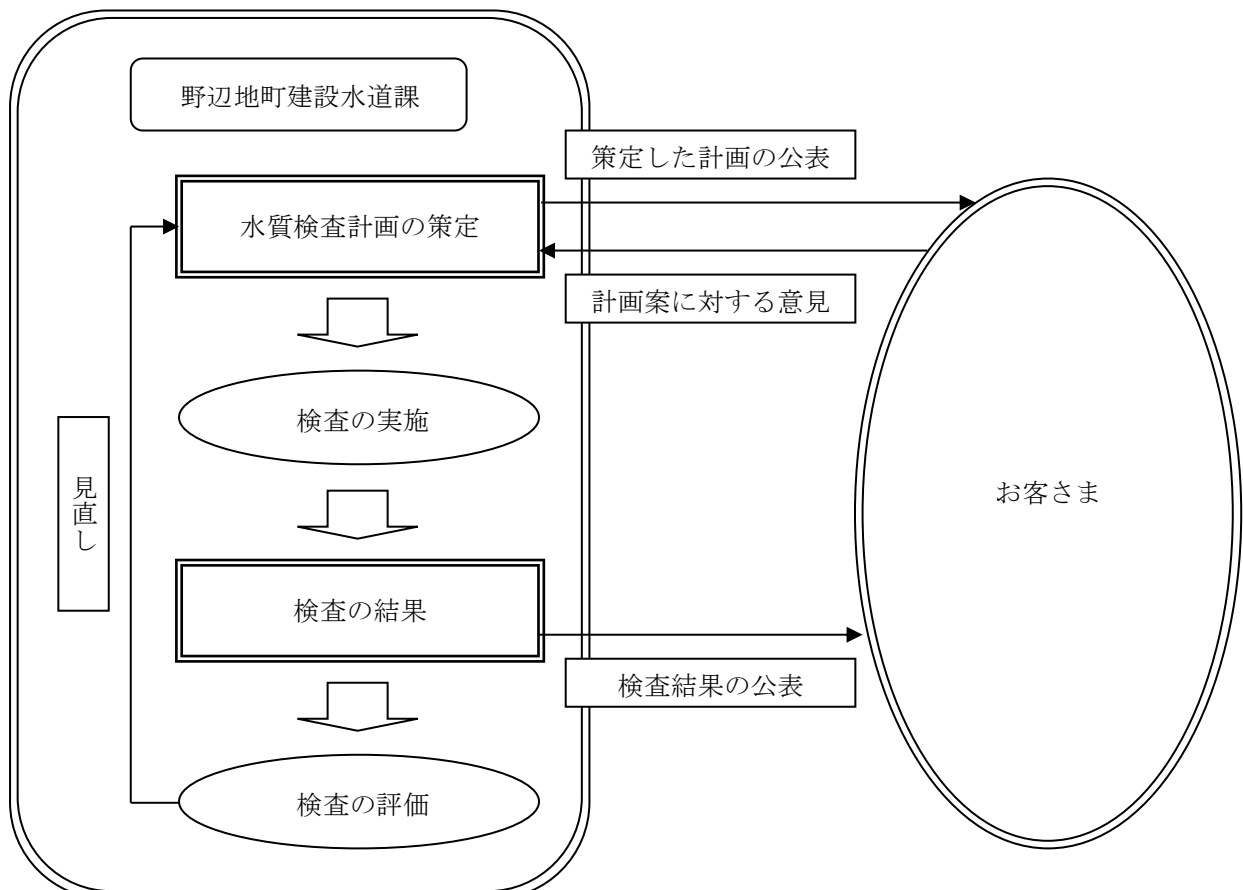 野辺地町建設水道課
策定した計画の公表
水質検査計画の策定
計画案に対する意見
検査の実施
お客さま
見直し
検査の結果
検査結果の公表
検査の評価